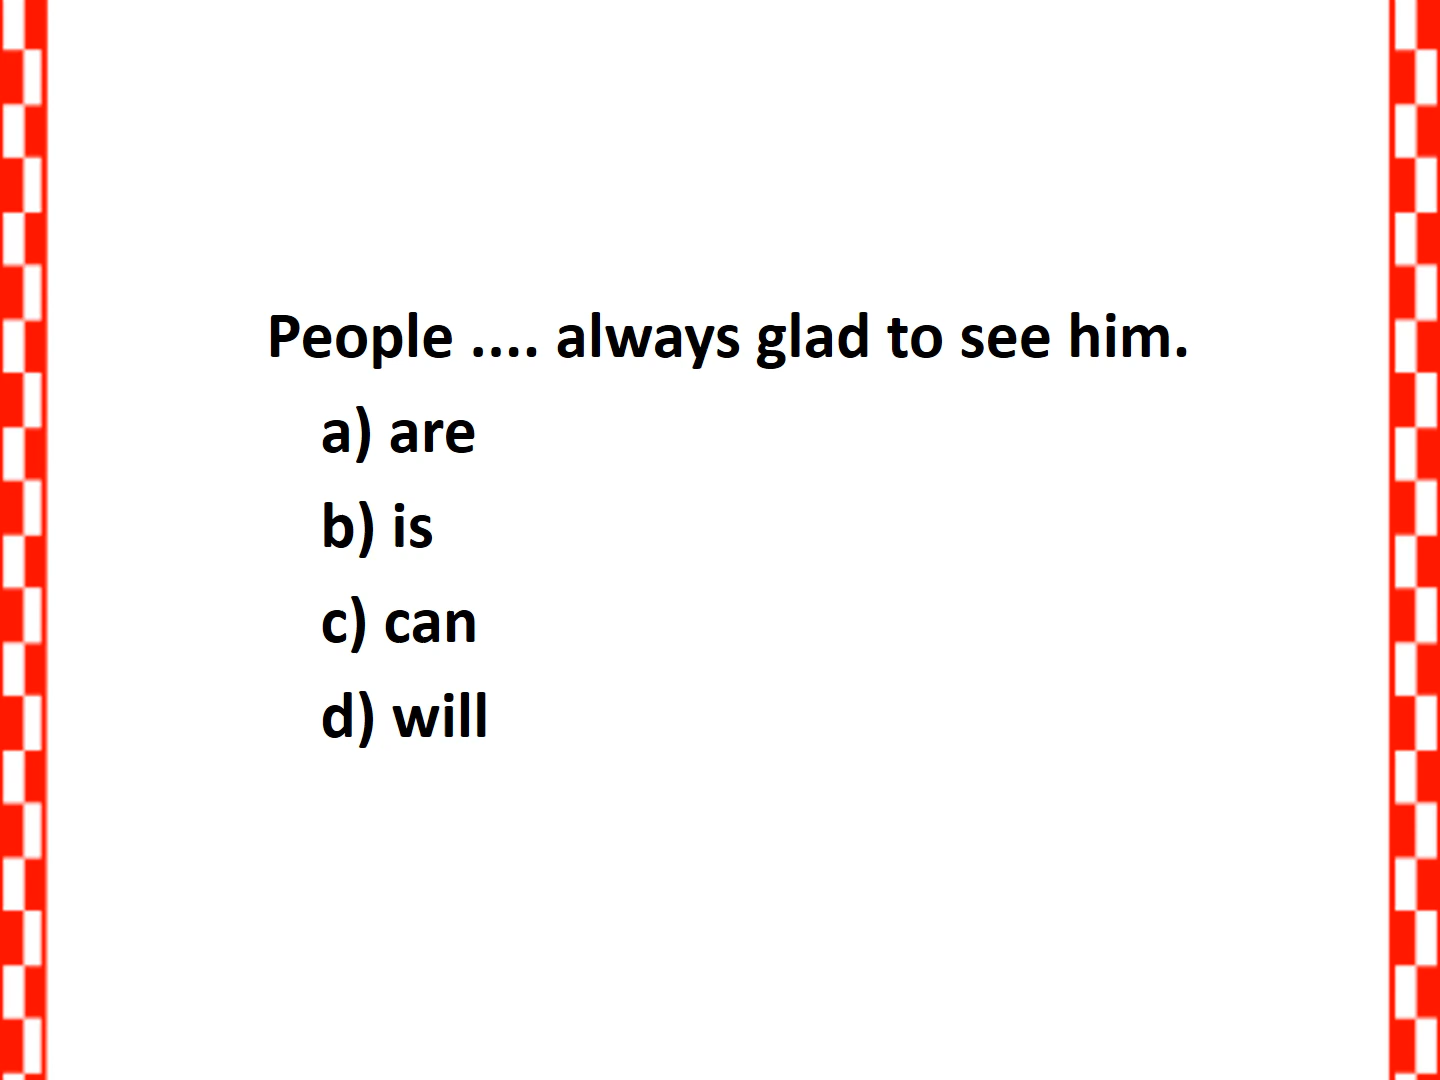 People .... always glad to see him.
a) are
b) is
c) can
d) will